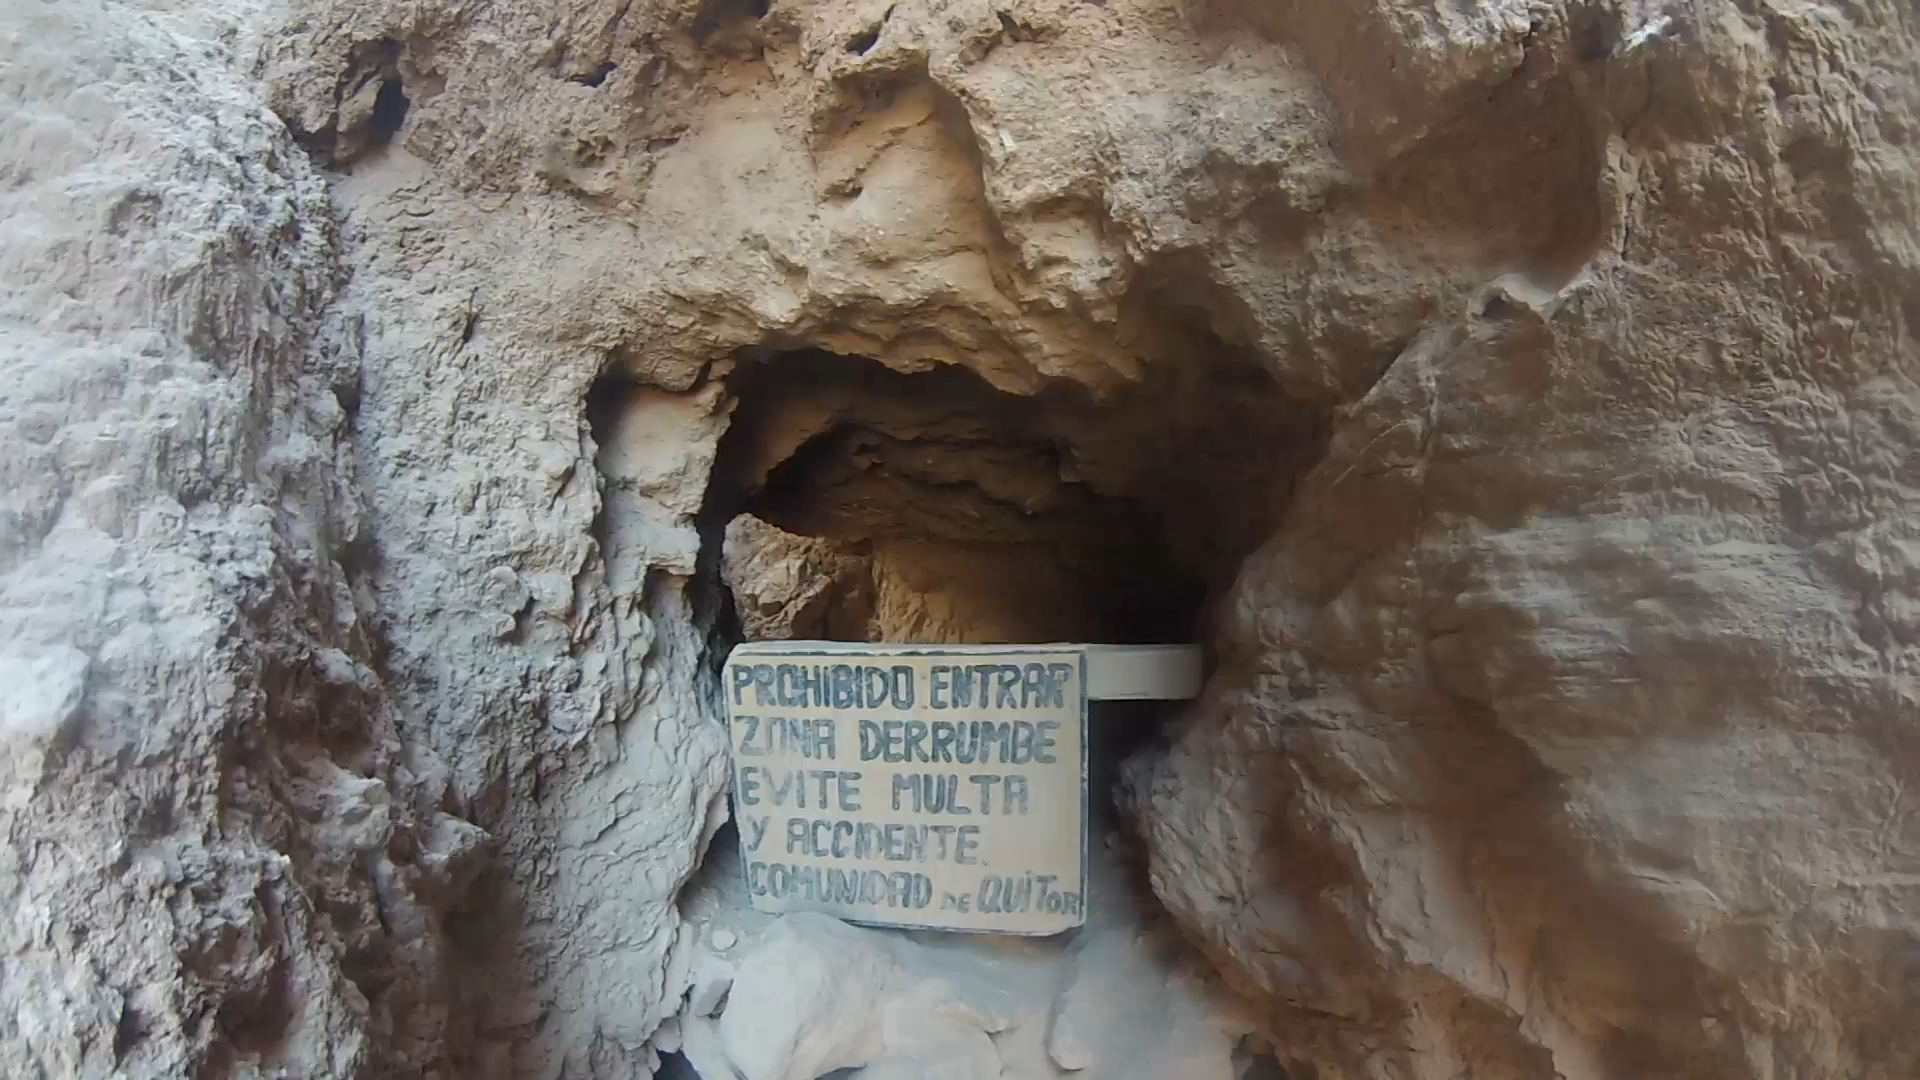 PROHIBIDO ENTRAR
ZONA DERRUMBE
EVITE MULTA
Y ACCIDENTE.
COMUNIDAD DE QUITOR